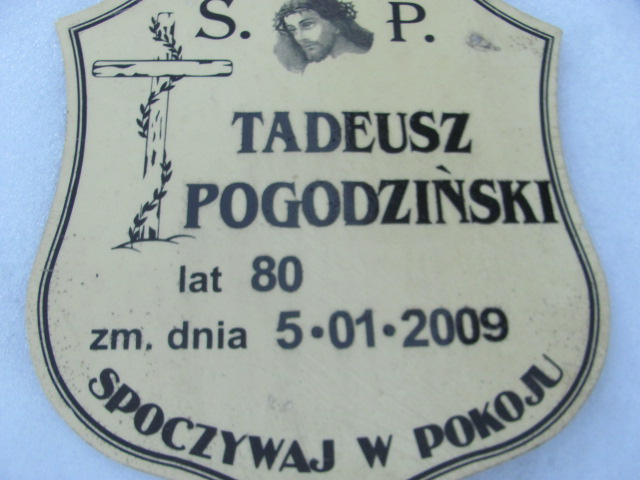 S. P.
TADEUSZ
POGODZIŃSKI
lat 80
zm. dnia 5•01•2009
SPOCZYWAJ W POKOJU